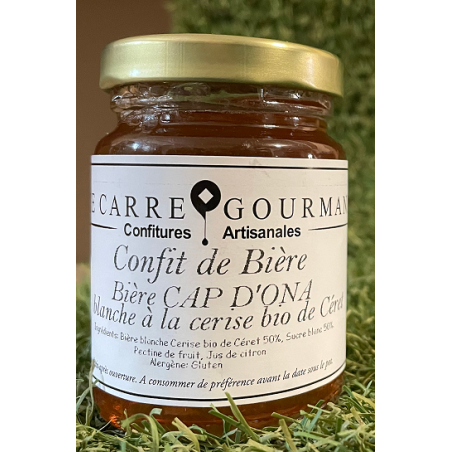 E CARRE GOURMAN
Confitures Artisanales
Confit de Bière
Bière CAP D'ONA
blanche à la cerise bio de Céret
Ingrédients: Bière blanche Cerise bio de Céret 50%, Sucre blanc 50%
Pectine de fruit, Jus de citron
Alergène: Gluten
après ouverture. A consommer de préférence avant la date sous le pot.